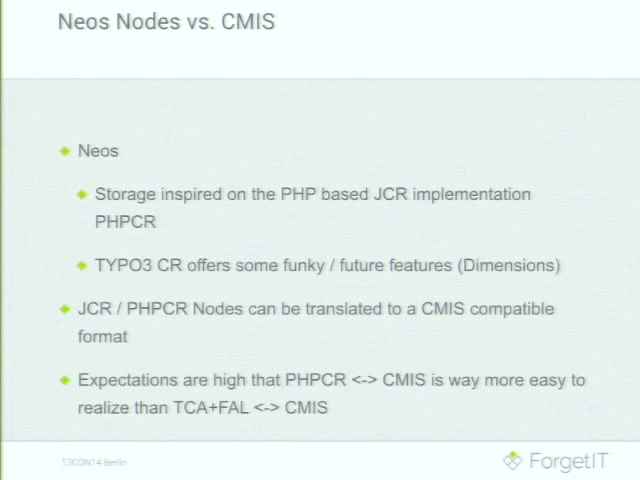 Neos Nodes vs. CMIS
Neos
Storage inspired on the PHP based JCR implementation
PHPCR
TYPO3 CR offers some funky / future features (Dimensions)
JCR / PHPCR Nodes can be translated to a CMIS compatible
format
Expectations are high that PHPCR <-> CMIS is way more easy to
realize than TCA+FAL <-> CMIS
T3CON14 Berlin
ForgetIT